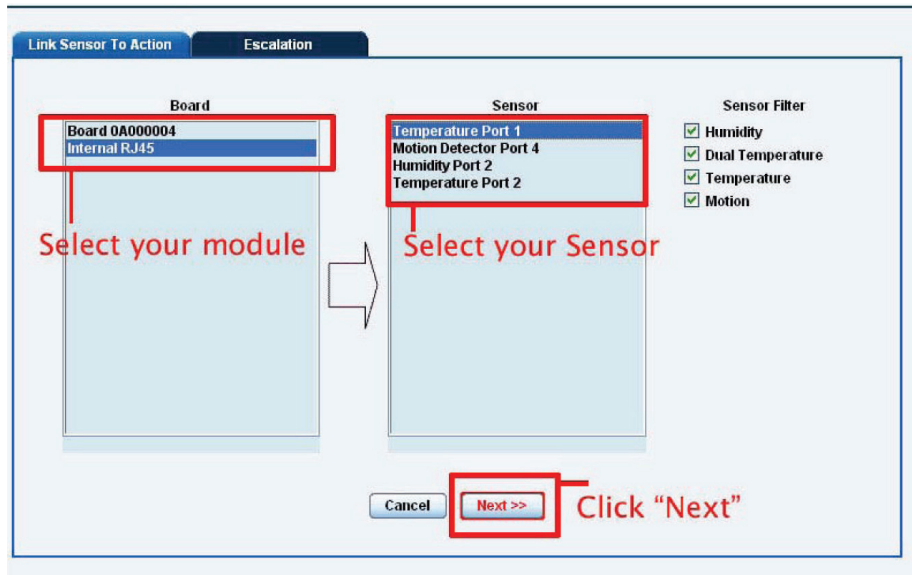 Link Sensor To Action
Escalation
Board
Board 0A000004
Internal RJ45
Select your module
Sensor
Temperature Port 1
Motion Detector Port 4
Humidity Port 2
Temperature Port 2
Select your Sensor
Sensor Filter
Humidity
Dual Temperature
Temperature
Motion
Cancel
Next >>
Click “Next”